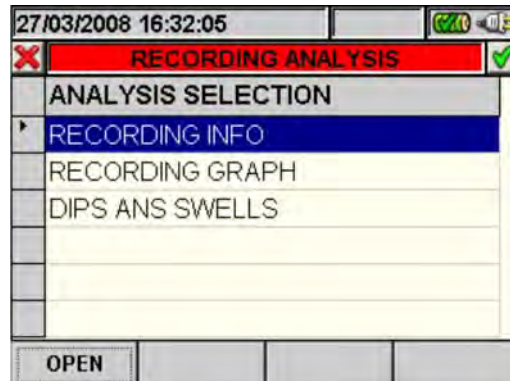 27/03/2008 16:32:05
RECORDING ANALYSIS
ANALYSIS SELECTION
RECORDING INFO
RECORDING GRAPH
DIPS ANS SWELLS
OPEN